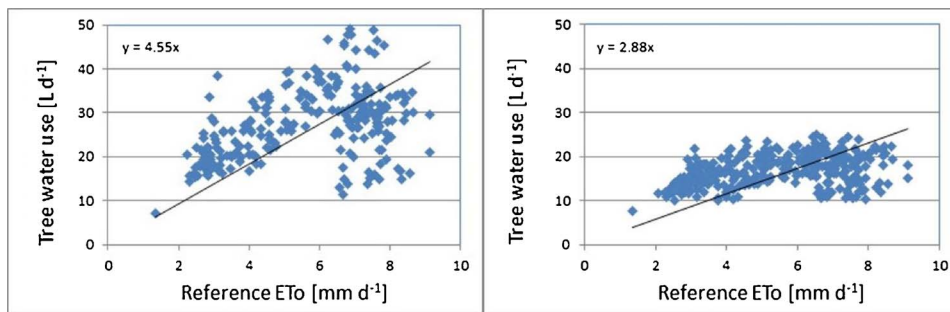 50
40
30
20
10
0
y = 4.55x
Tree water use [L d⁻¹]
0 2 4 6 8 10
Reference ETo [mm d⁻¹]
50
40
30
20
10
0
y = 2.88x
Tree water use [L d⁻¹]
0 2 4 6 8 10
Reference ETo [mm d⁻¹]